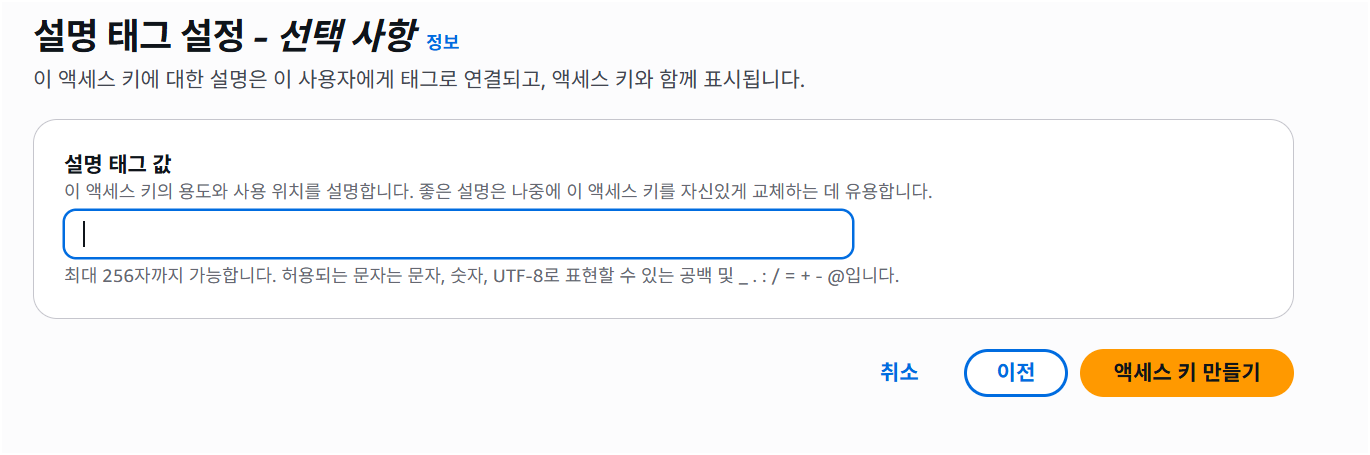 설명 태그 설정 - 선택 사항 정보
이 액세스 키에 대한 설명은 이 사용자에게 태그로 연결되고, 액세스 키와 함께 표시됩니다.
설명 태그 값
이 액세스 키의 용도와 사용 위치를 설명합니다. 좋은 설명은 나중에 이 액세스 키를 자신있게 교체하는 데 유용합니다.
최대 256자까지 가능합니다. 허용되는 문자는 문자, 숫자, UTF-8로 표현할 수 있는 공백 및 _ . : / = + - @입니다.
취소 이전 액세스 키 만들기